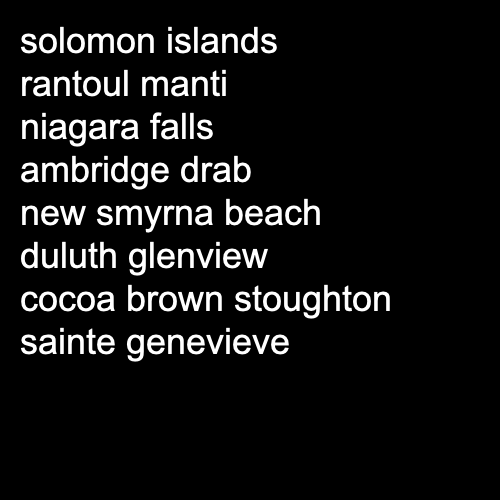 solomon islands
rantoul manti
niagara falls
ambridge drab
new smyrna beach
duluth glenview
cocoa brown stoughton
sainte genevieve